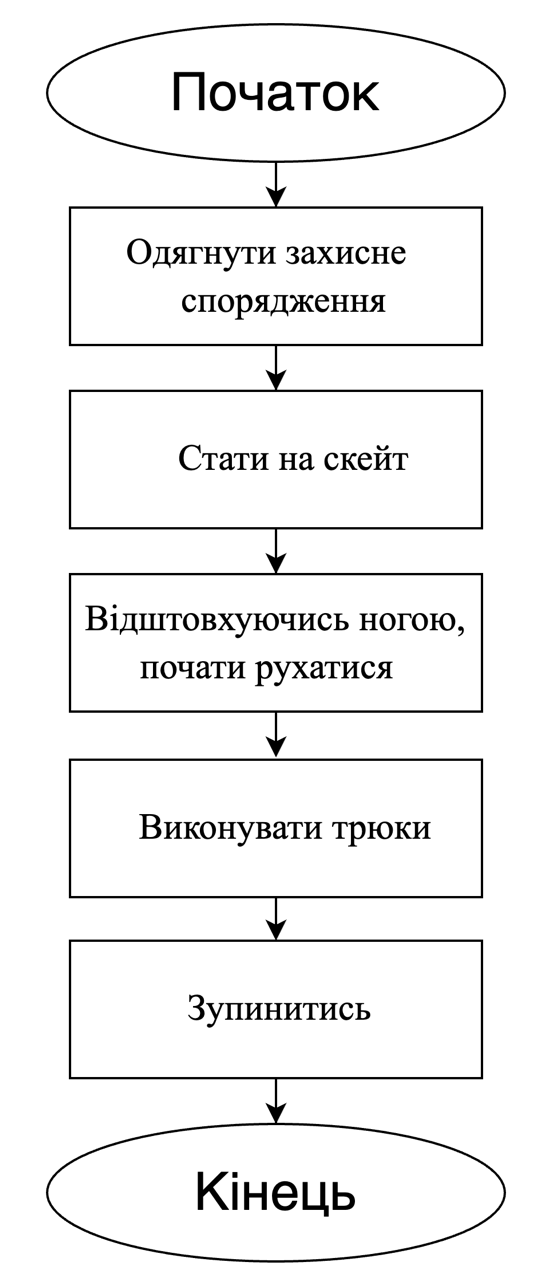 Початок
Одягнути захисне
спорядження
Стати на скейт
Відштовхуючись ногою,
почати рухатися
Виконувати трюки
Зупинитись
Кінець